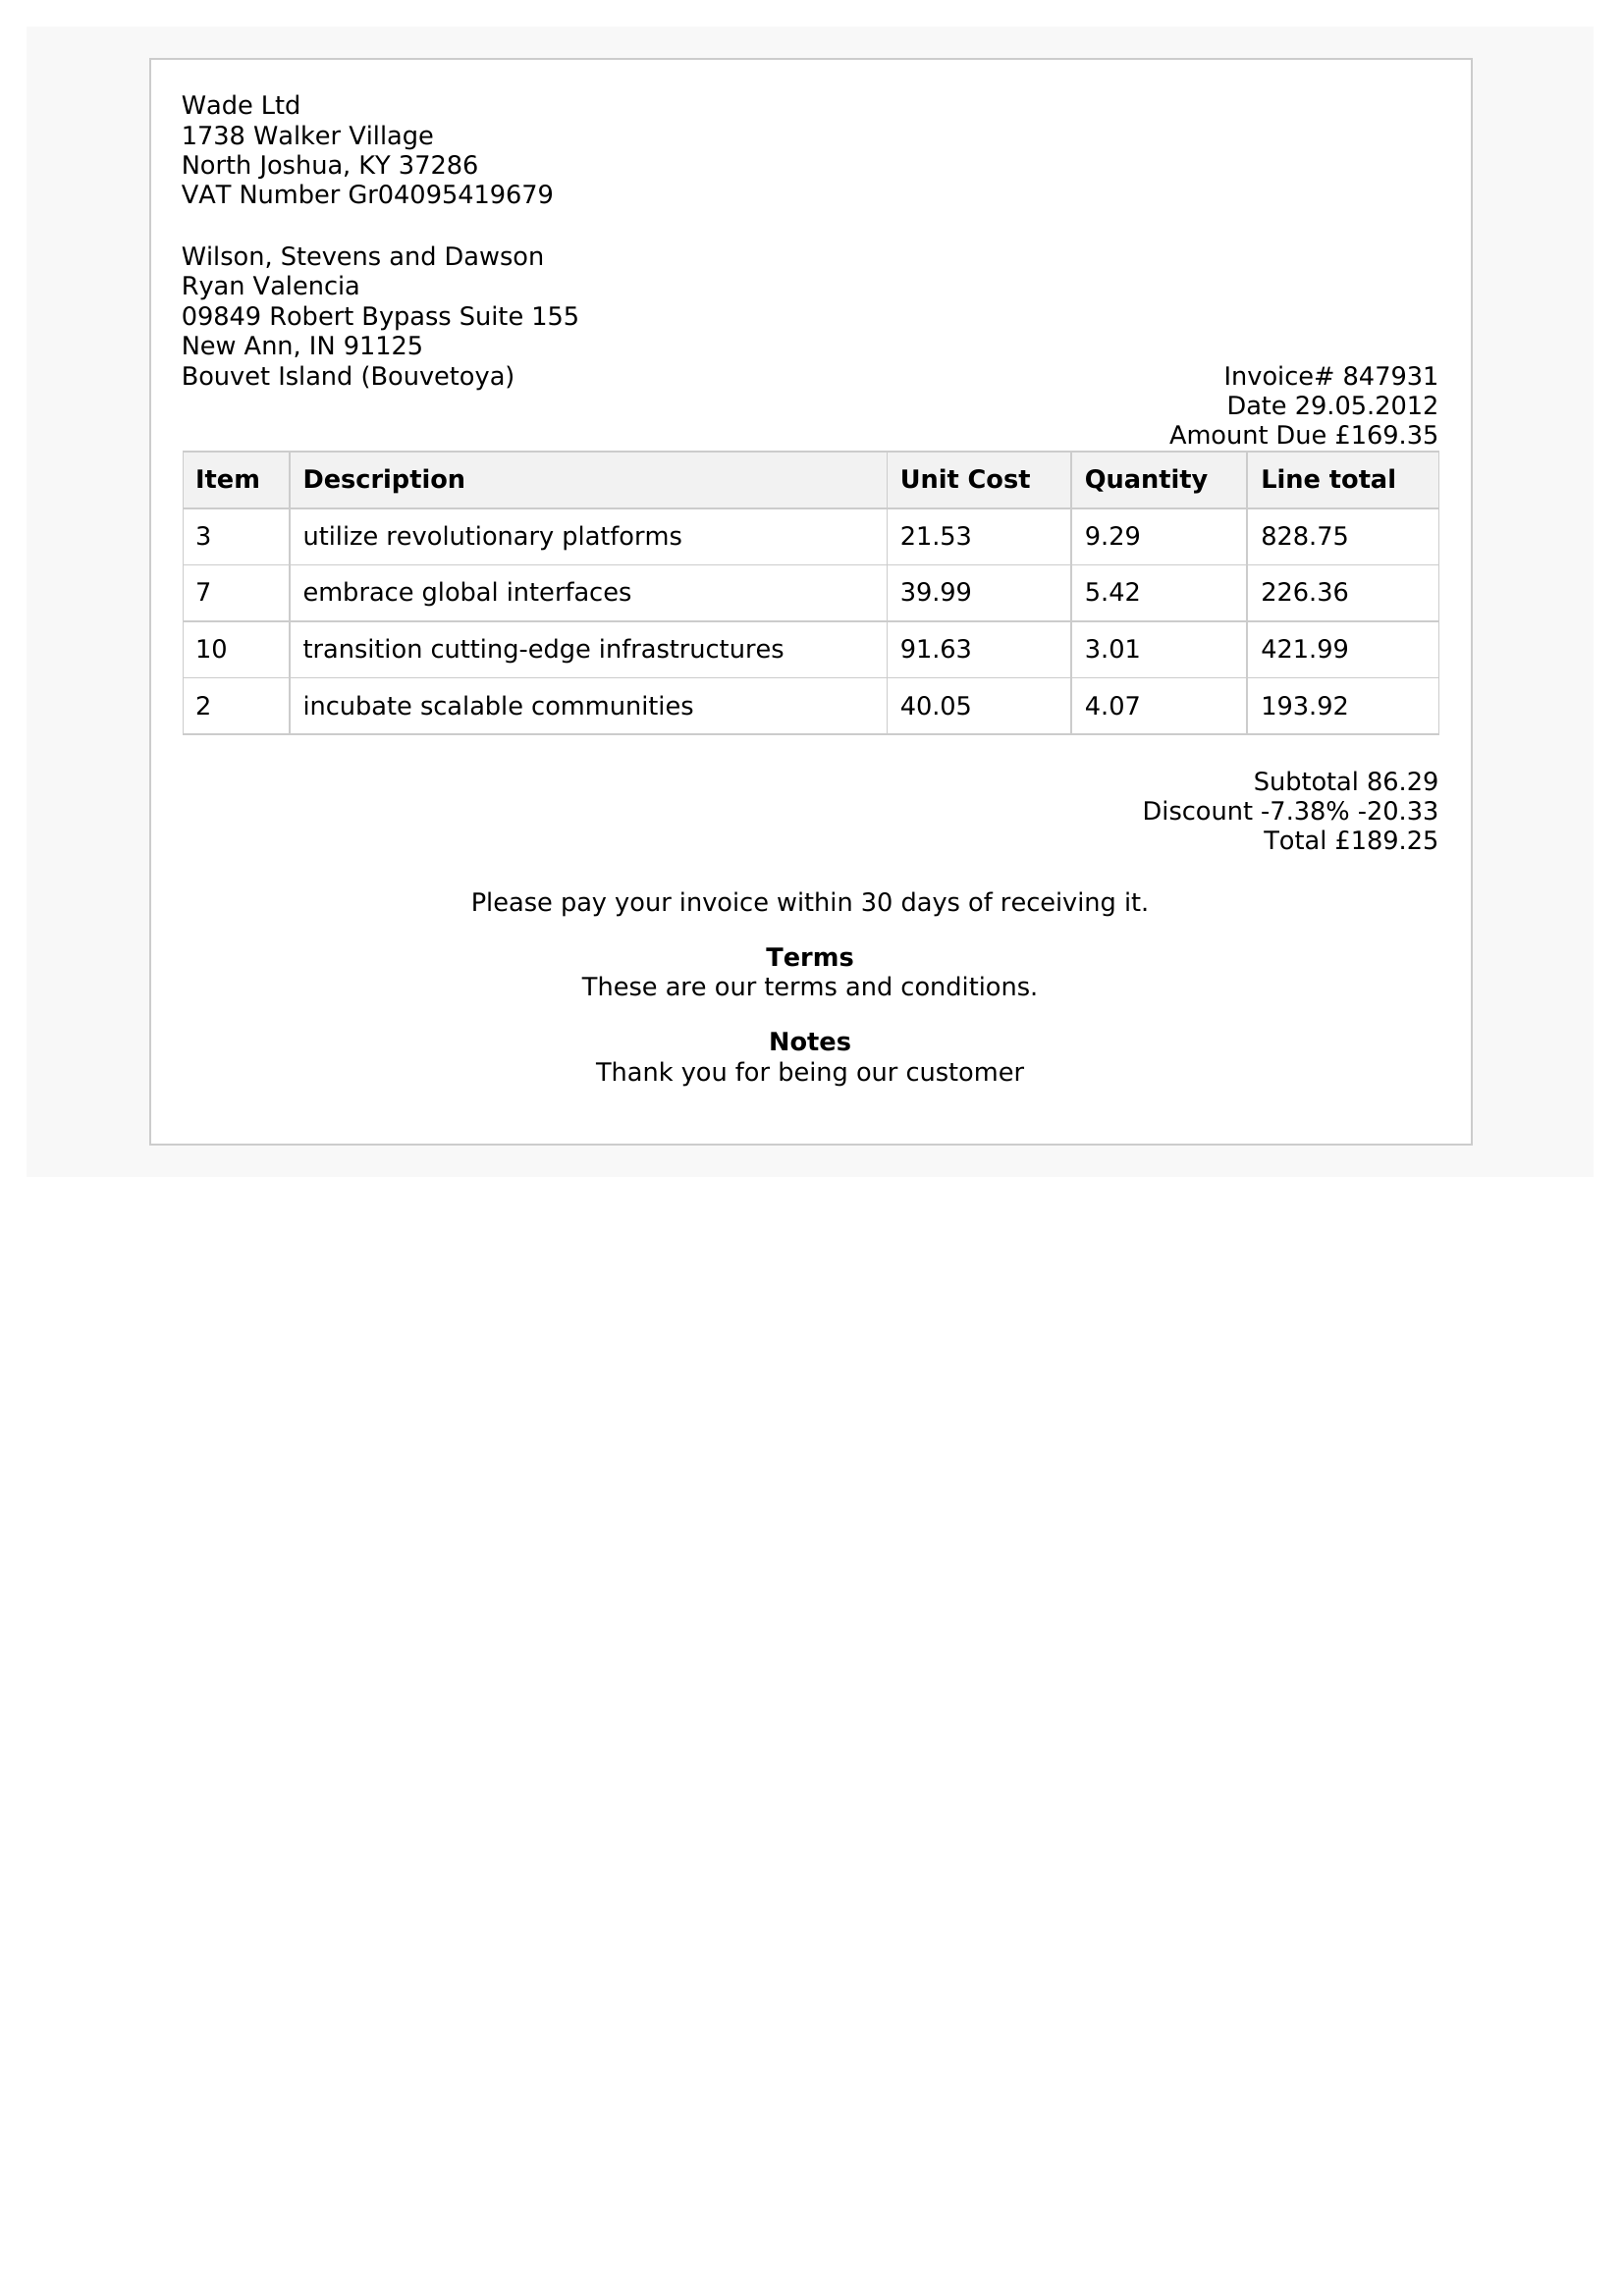 Wade Ltd
1738 Walker Village
North Joshua, KY 37286
VAT Number Gr04095419679
Wilson, Stevens and Dawson
Ryan Valencia
09849 Robert Bypass Suite 155
New Ann, IN 91125
Bouvet Island (Bouvetoya)
Invoice# 847931
Date 29.05.2012
Amount Due £169.35
Item Description Unit Cost Quantity Line total
3 utilize revolutionary platforms 21.53 9.29 828.75
7 embrace global interfaces 39.99 5.42 226.36
10 transition cutting-edge infrastructures 91.63 3.01 421.99
2 incubate scalable communities 40.05 4.07 193.92
Subtotal 86.29
Discount -7.38% -20.33
Total £189.25
Please pay your invoice within 30 days of receiving it.
Terms
These are our terms and conditions.
Notes
Thank you for being our customer